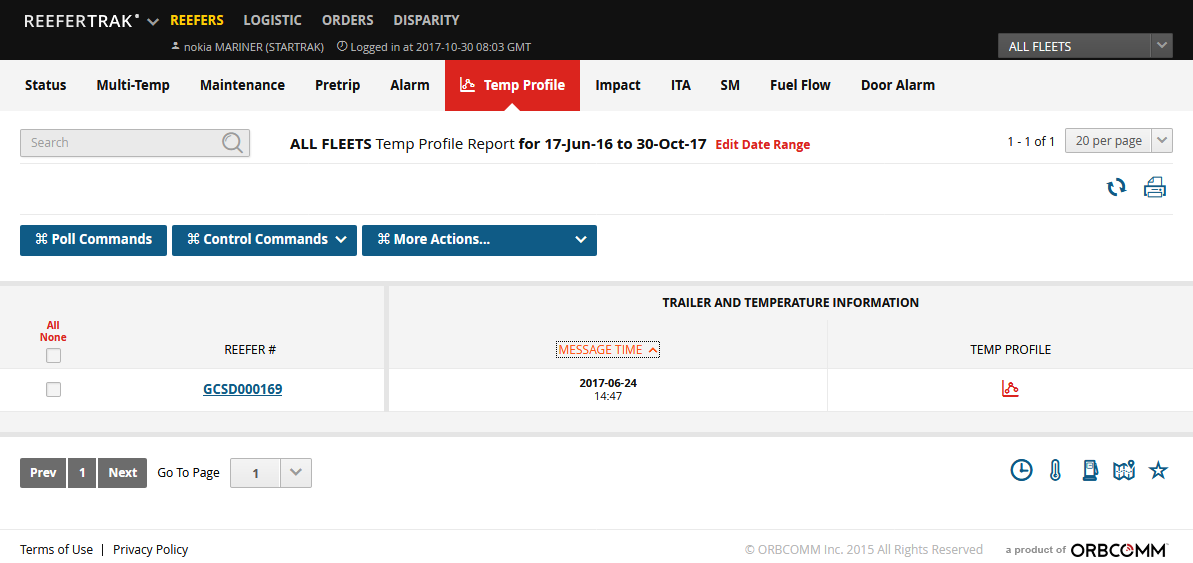 REEFERTRAK REEFERS LOGISTIC ORDERS DISPARITY
nokia MARINER (STARTRAK) Logged in at 2017-10-30 08:03 GMT
ALL FLEETS
Status Multi-Temp Maintenance Pretrip Alarm Temp Profile Impact ITA SM Fuel Flow Door Alarm
Search ALL FLEETS Temp Profile Report for 17-Jun-16 to 30-Oct-17 Edit Date Range 1 - 1 of 1 20 per page
⌘ Poll Commands ⌘ Control Commands ⌘ More Actions...
TRAILER AND TEMPERATURE INFORMATION
All
None
REEFER # MESSAGE TIME TEMP PROFILE
GCSD000169 2017-06-24
14:47
Prev 1 Next Go To Page 1
Terms of Use | Privacy Policy © ORBCOMM Inc. 2015 All Rights Reserved a product of ORBCOMM